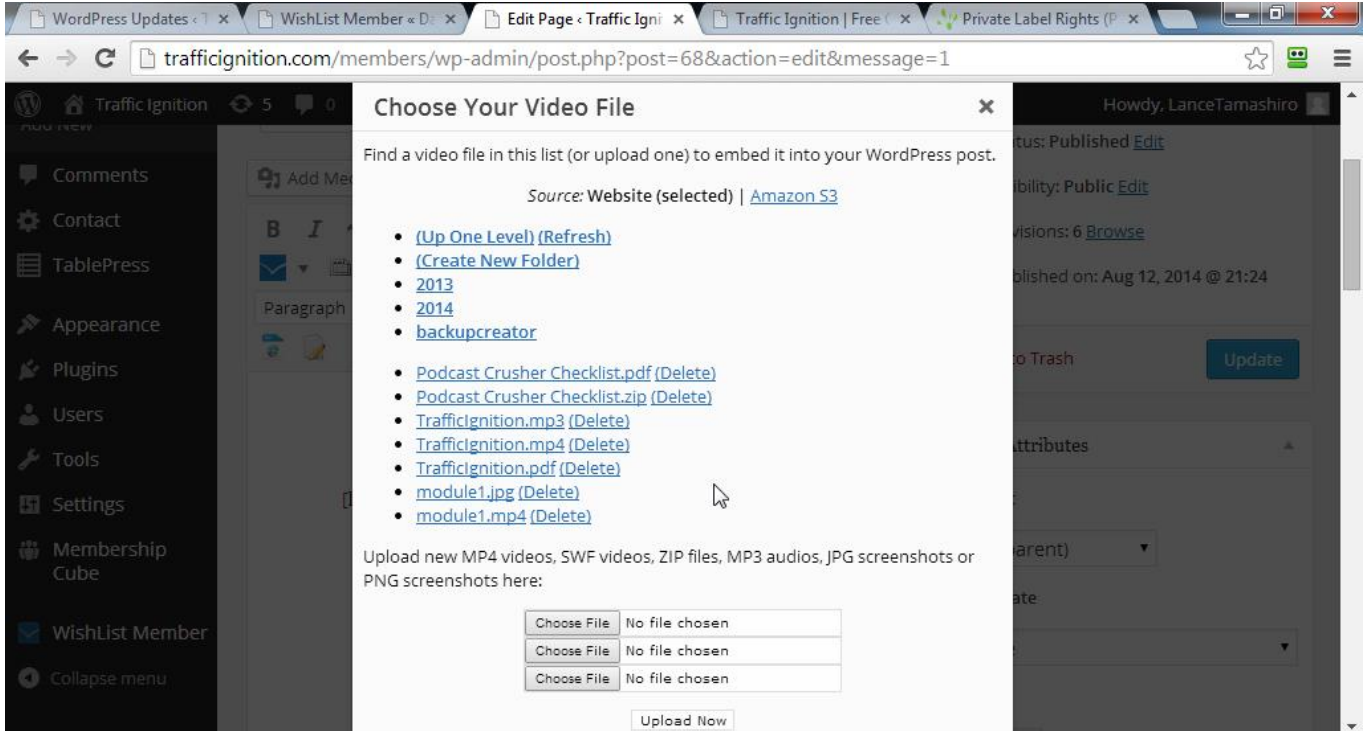 WordPress Updates ‹ T
WishList Member « Da
Edit Page ‹ Traffic Igni
Traffic Ignition | Free (
Private Label Rights (P
trafficignition.com/members/wp-admin/post.php?post=68&action=edit&message=1
Traffic Ignition 5 0
Howdy, LanceTamashiro
Add New
Comments
Contact
TablePress
Appearance
Plugins
Users
Tools
Settings
Membership
Cube
WishList Member
Collapse menu
Add Med
B I
Paragraph
Choose Your Video File
Find a video file in this list (or upload one) to embed it into your WordPress post.
Source: Website (selected) | Amazon S3
(Up One Level) (Refresh)
(Create New Folder)
2013
2014
backupcreator
Podcast Crusher Checklist.pdf (Delete)
Podcast Crusher Checklist.zip (Delete)
TrafficIgnition.mp3 (Delete)
TrafficIgnition.mp4 (Delete)
TrafficIgnition.pdf (Delete)
module1.jpg (Delete)
module1.mp4 (Delete)
Upload new MP4 videos, SWF videos, ZIP files, MP3 audios, JPG screenshots or
PNG screenshots here:
Choose File No file chosen
Choose File No file chosen
Choose File No file chosen
Upload Now
tus: Published Edit
ibility: Public Edit
visions: 6 Browse
blished on: Aug 12, 2014 @ 21:24
to Trash
Update
ttributes
parent)
ate